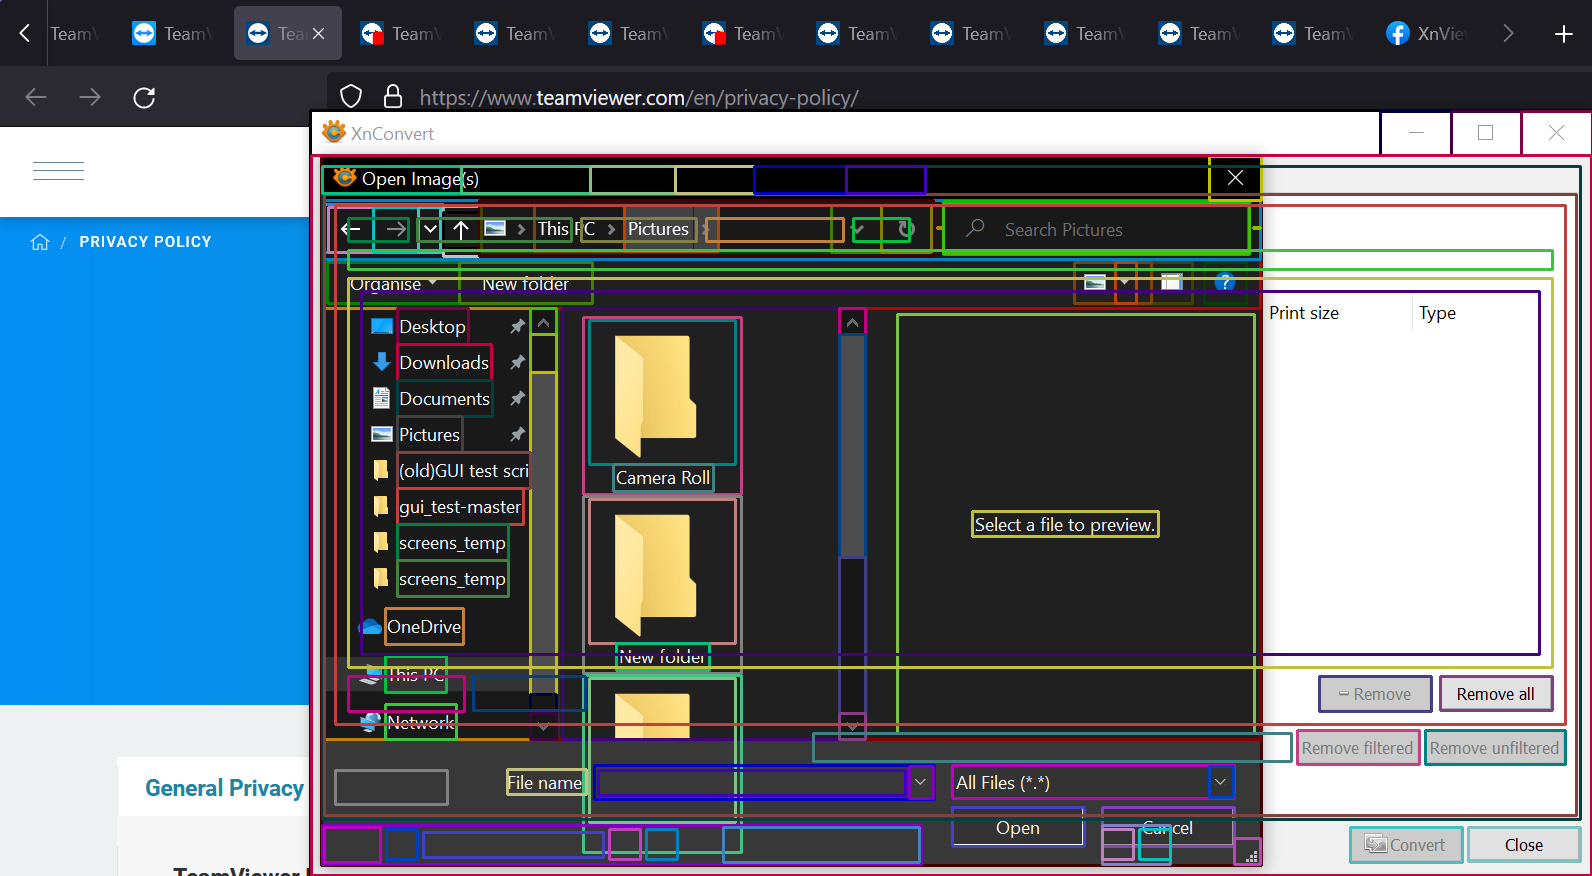 TeamV
TeamV
Tea
TeamV
TeamV
TeamV
TeamV
TeamV
TeamV
TeamV
TeamV
TeamV
XnVie
https://www.teamviewer.com/en/privacy-policy/
XnConvert
Open Image(s)
This PC
Pictures
Search Pictures
/ PRIVACY POLICY
Organise
New folder
Print size
Type
Desktop
Downloads
Documents
Pictures
(old)GUI test scri
gui_test-master
screens_temp
screens_temp
OneDrive
This PC
Network
Camera Roll
New folder
Select a file to preview.
Remove
Remove all
Remove filtered
Remove unfiltered
General Privacy
File name
All Files (*.*)
Open
Cancel
Convert
Close
TeamViewer